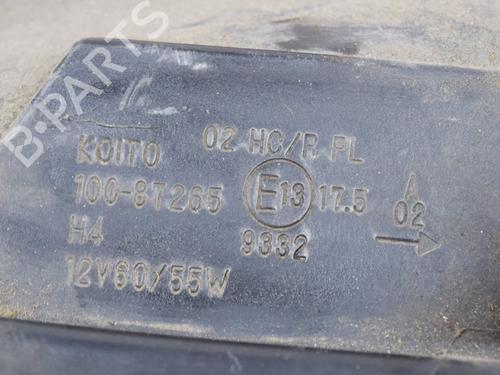 B-PARTS
KOITO 02 HC/R PL
100-87265 E13 17.5 A
H4 9332 02
12V60/55W